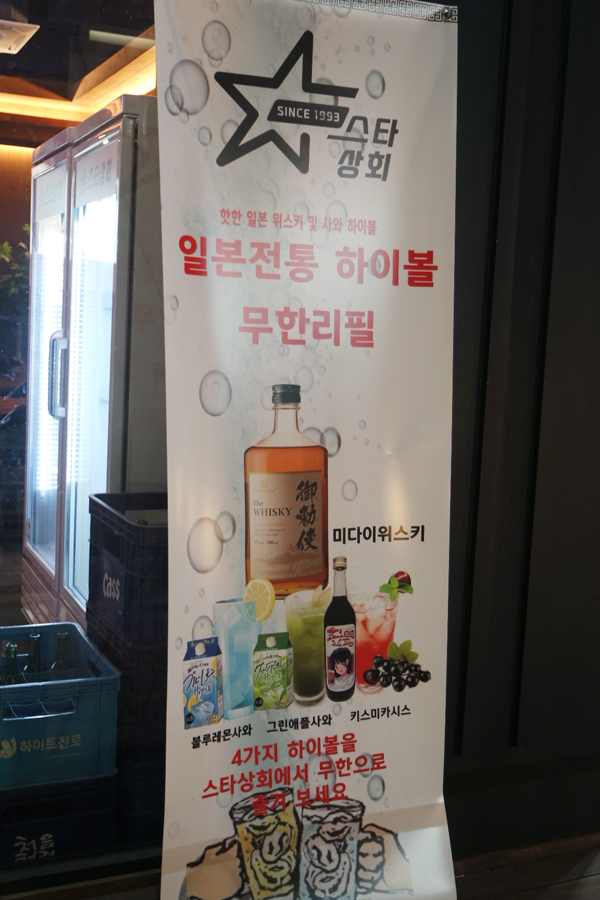 SINCE 1993
스타
상회
핫한 일본 위스키 및 사와 하이볼
일본전통 하이볼
무한리필
The
WHISKY
御勅使
미다이위스키
블루레몬사와 그린애플사와 키스미카시스
4가지 하이볼을
스타상회에서 무한으로
즐겨 보세요
Cass
하이트진로
처음처럼